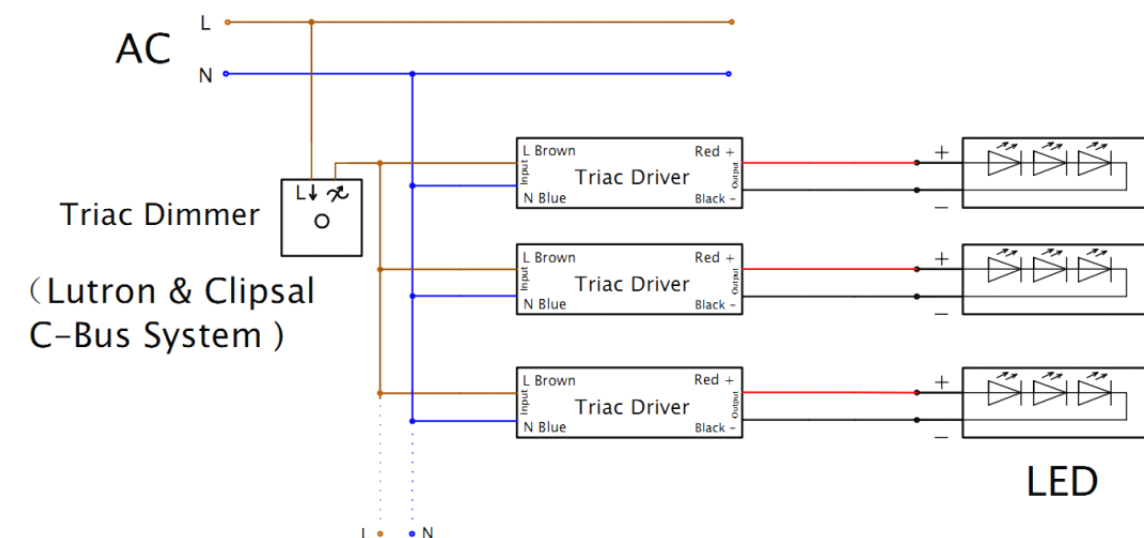 L
AC
N
L Brown
Red +
Input
Triac Driver
Output
N Blue
Black -
+
−
L
Triac Dimmer
(Lutron & Clipsal
C-Bus System )
L Brown
Red +
Input
Triac Driver
Output
N Blue
Black -
+
−
L Brown
Red +
Input
Triac Driver
Output
N Blue
Black -
+
−
LED
L
N